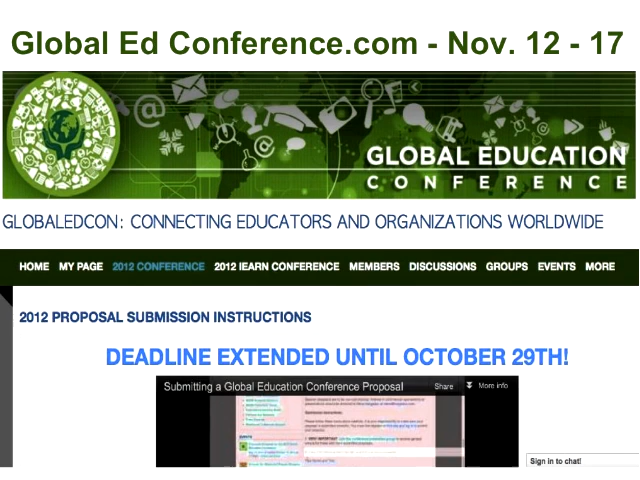 Global Ed Conference.com - Nov. 12 - 17
GLOBAL EDUCATION
CONFERENCE
GLOBALEDCON: CONNECTING EDUCATORS AND ORGANIZATIONS WORLDWIDE
HOME MY PAGE 2012 CONFERENCE 2012 IEARN CONFERENCE MEMBERS DISCUSSIONS GROUPS EVENTS MORE
2012 PROPOSAL SUBMISSION INSTRUCTIONS
DEADLINE EXTENDED UNTIL OCTOBER 29TH!
Submitting a Global Education Conference Proposal Share More info
Sign in to chat!